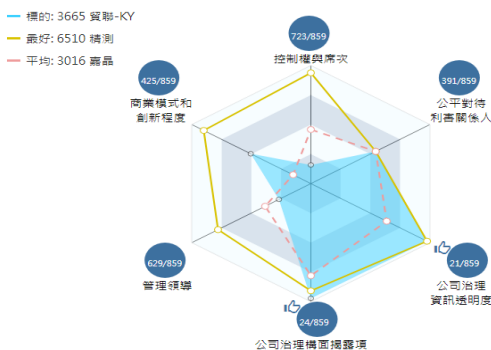 標的: 3665 貿聯-KY
最好: 6510 精測
平均: 3016 嘉晶
723/859
控制權與席次
425/859
商業模式和
創新程度
391/859
公平對待
利害關係人
629/859
管理領導
21/859
公司治理
資訊透明度
24/859
公司治理構面揭露項